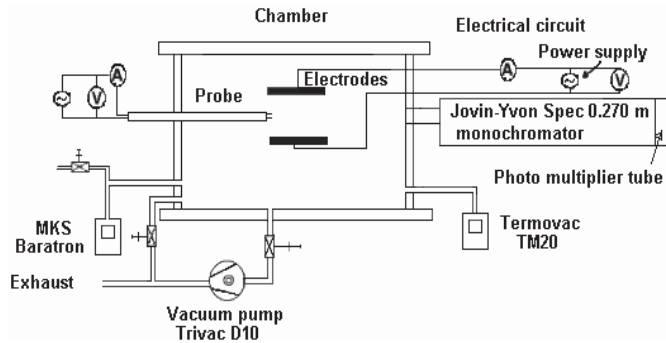 Chamber
Electrical circuit
Power supply
A
A
V
V
Electrodes
Probe
Jovin-Yvon Spec 0.270 m
monochromator
Photo multiplier tube
MKS
Baratron
Termovac
TM20
Exhaust
Vacuum pump
Trivac D10